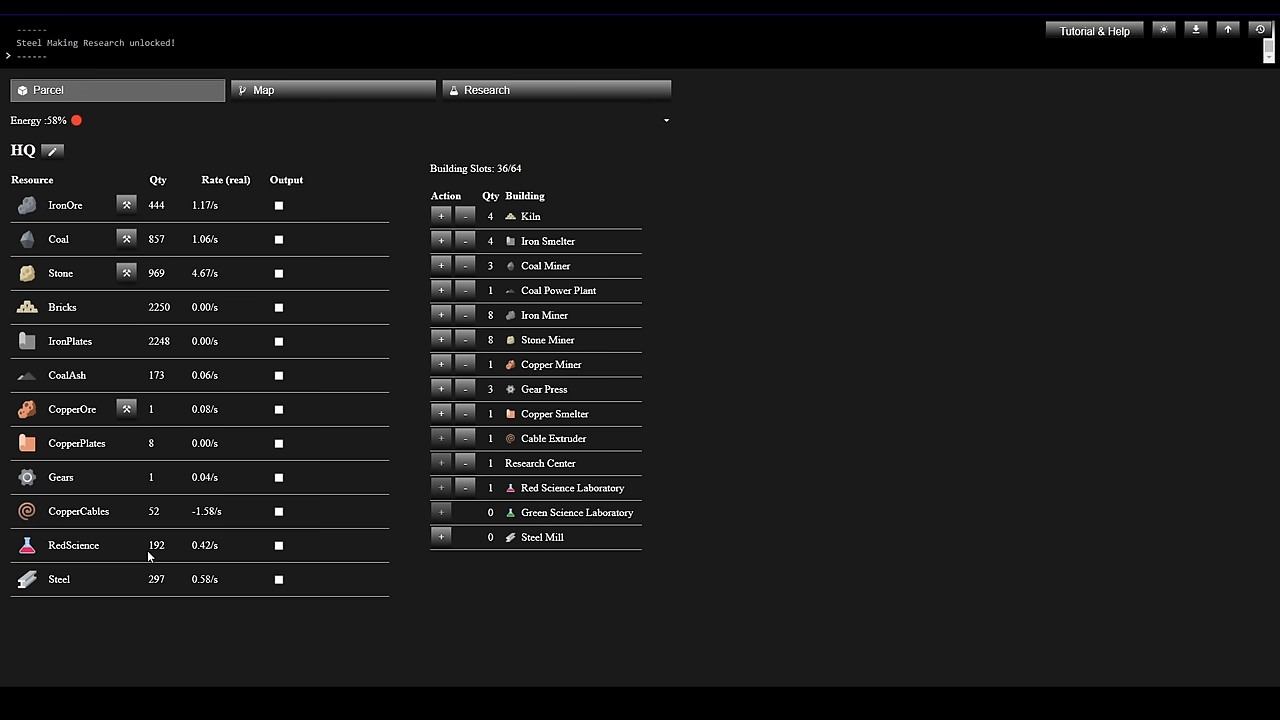 ------
Steel Making Research unlocked!
> ------
Tutorial & Help
Parcel Map Research
Energy :58%
HQ
Building Slots: 36/64
Resource Qty Rate (real) Output
IronOre 444 1.17/s
Coal 857 1.06/s
Stone 969 4.67/s
Bricks 2250 0.00/s
IronPlates 2248 0.00/s
CoalAsh 173 0.06/s
CopperOre 1 0.08/s
CopperPlates 8 0.00/s
Gears 1 0.04/s
CopperCables 52 -1.58/s
RedScience 192 0.42/s
Steel 297 0.58/s
Action Qty Building
+ - 4 Kiln
+ - 4 Iron Smelter
+ - 3 Coal Miner
+ - 1 Coal Power Plant
+ - 8 Iron Miner
+ - 8 Stone Miner
+ - 1 Copper Miner
+ - 3 Gear Press
+ - 1 Copper Smelter
+ - 1 Cable Extruder
+ - 1 Research Center
+ - 1 Red Science Laboratory
+ 0 Green Science Laboratory
+ 0 Steel Mill